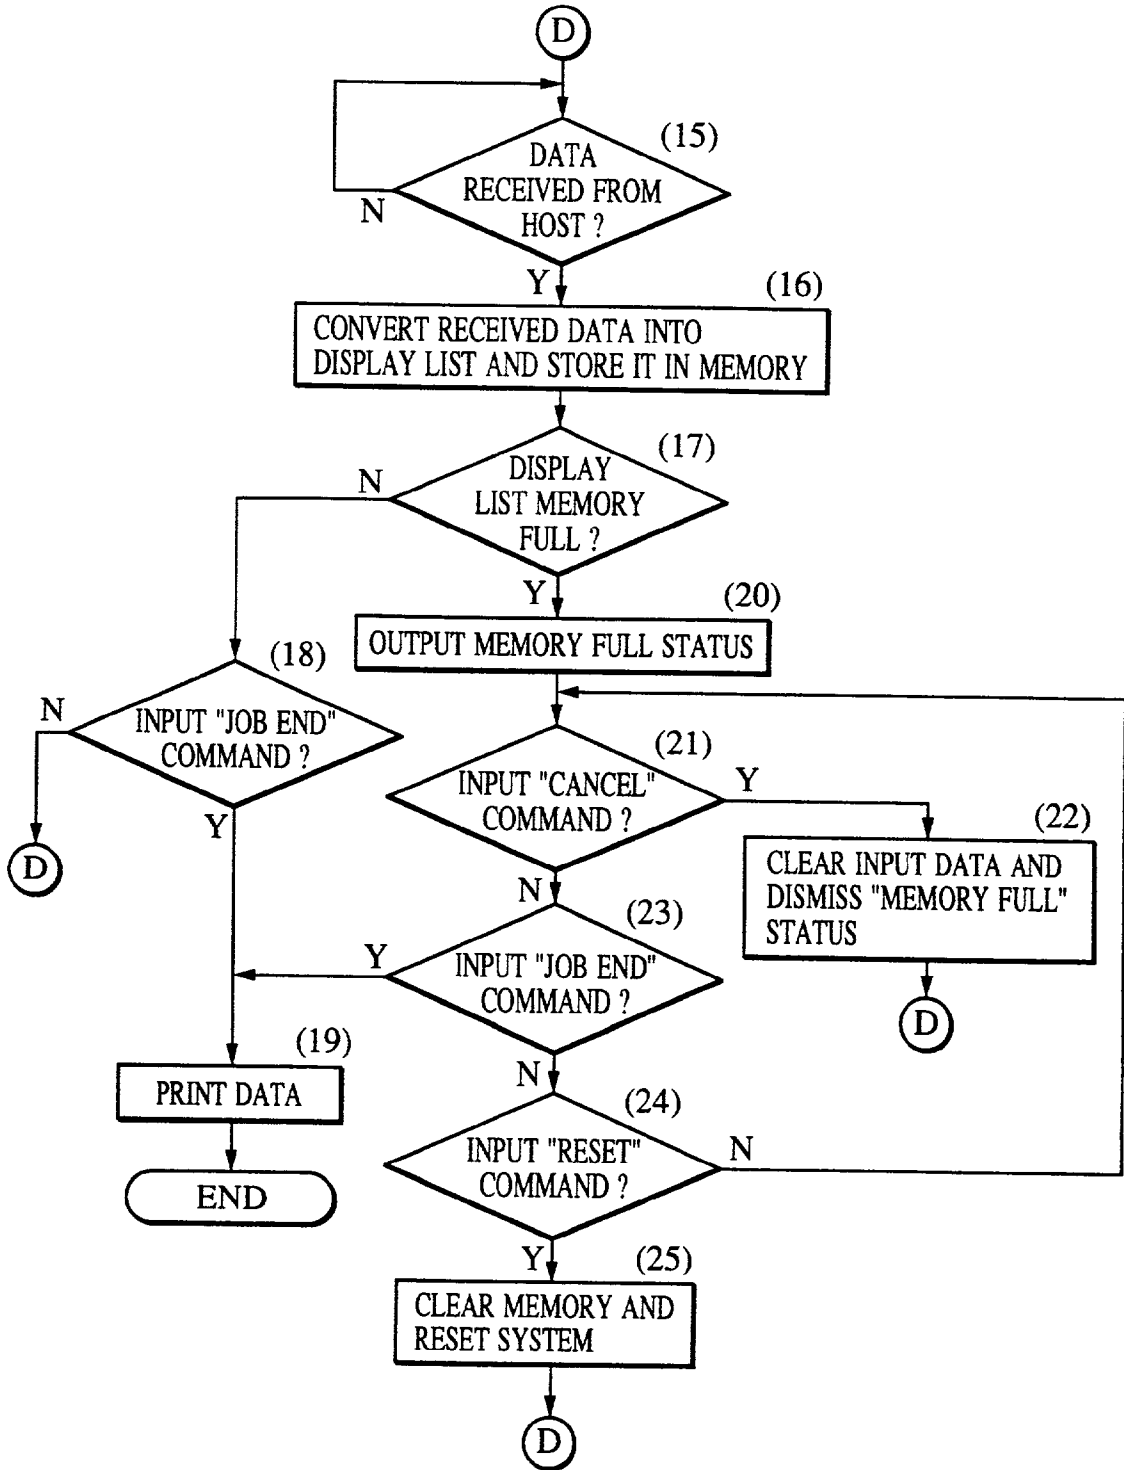 D
(15)
DATA
RECEIVED FROM
HOST ?
N
Y
(16)
CONVERT RECEIVED DATA INTO
DISPLAY LIST AND STORE IT IN MEMORY
(17)
DISPLAY
LIST MEMORY
FULL ?
N
Y
(20)
OUTPUT MEMORY FULL STATUS
(18)
INPUT "JOB END"
COMMAND ?
N
Y
D
(21)
INPUT "CANCEL"
COMMAND ?
Y
N
(22)
CLEAR INPUT DATA AND
DISMISS "MEMORY FULL"
STATUS
D
(23)
INPUT "JOB END"
COMMAND ?
Y
N
(19)
PRINT DATA
END
(24)
INPUT "RESET"
COMMAND ?
N
Y
(25)
CLEAR MEMORY AND
RESET SYSTEM
D